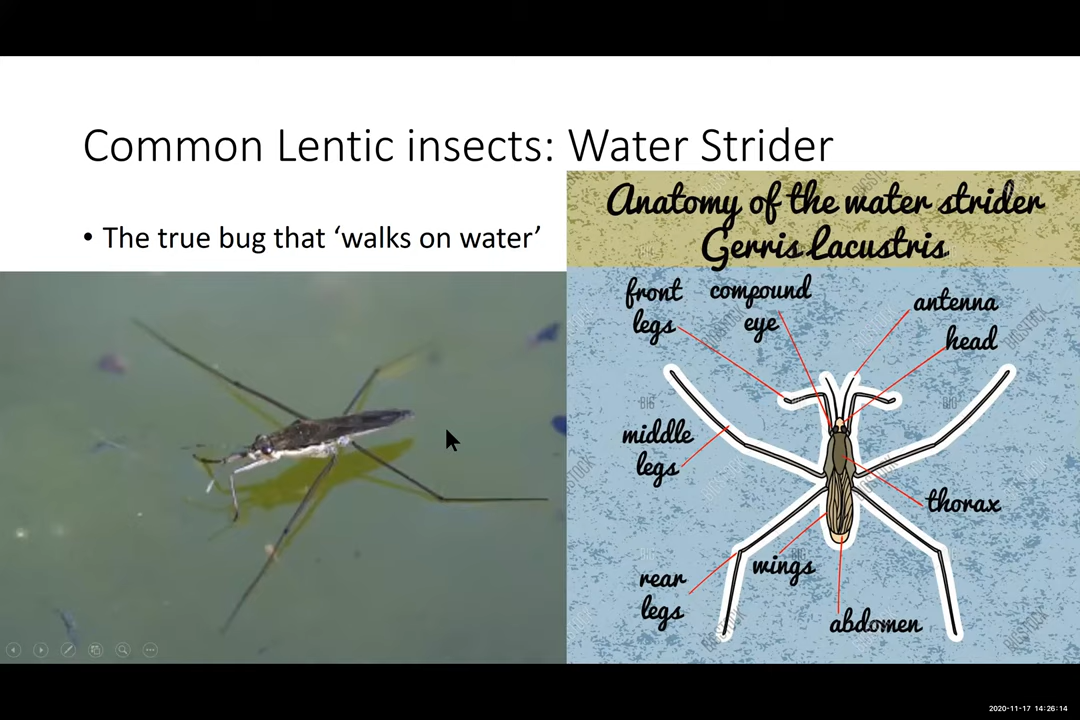 Common Lentic insects: Water Strider
• The true bug that ‘walks on water’
Anatomy of the water strider
Gerris Lacustris
front
legs
compound
eye
antenna
head
middle
legs
thorax
wings
rear
legs
abdomen
BIGSTOCK
2020-11-17 14:26:14